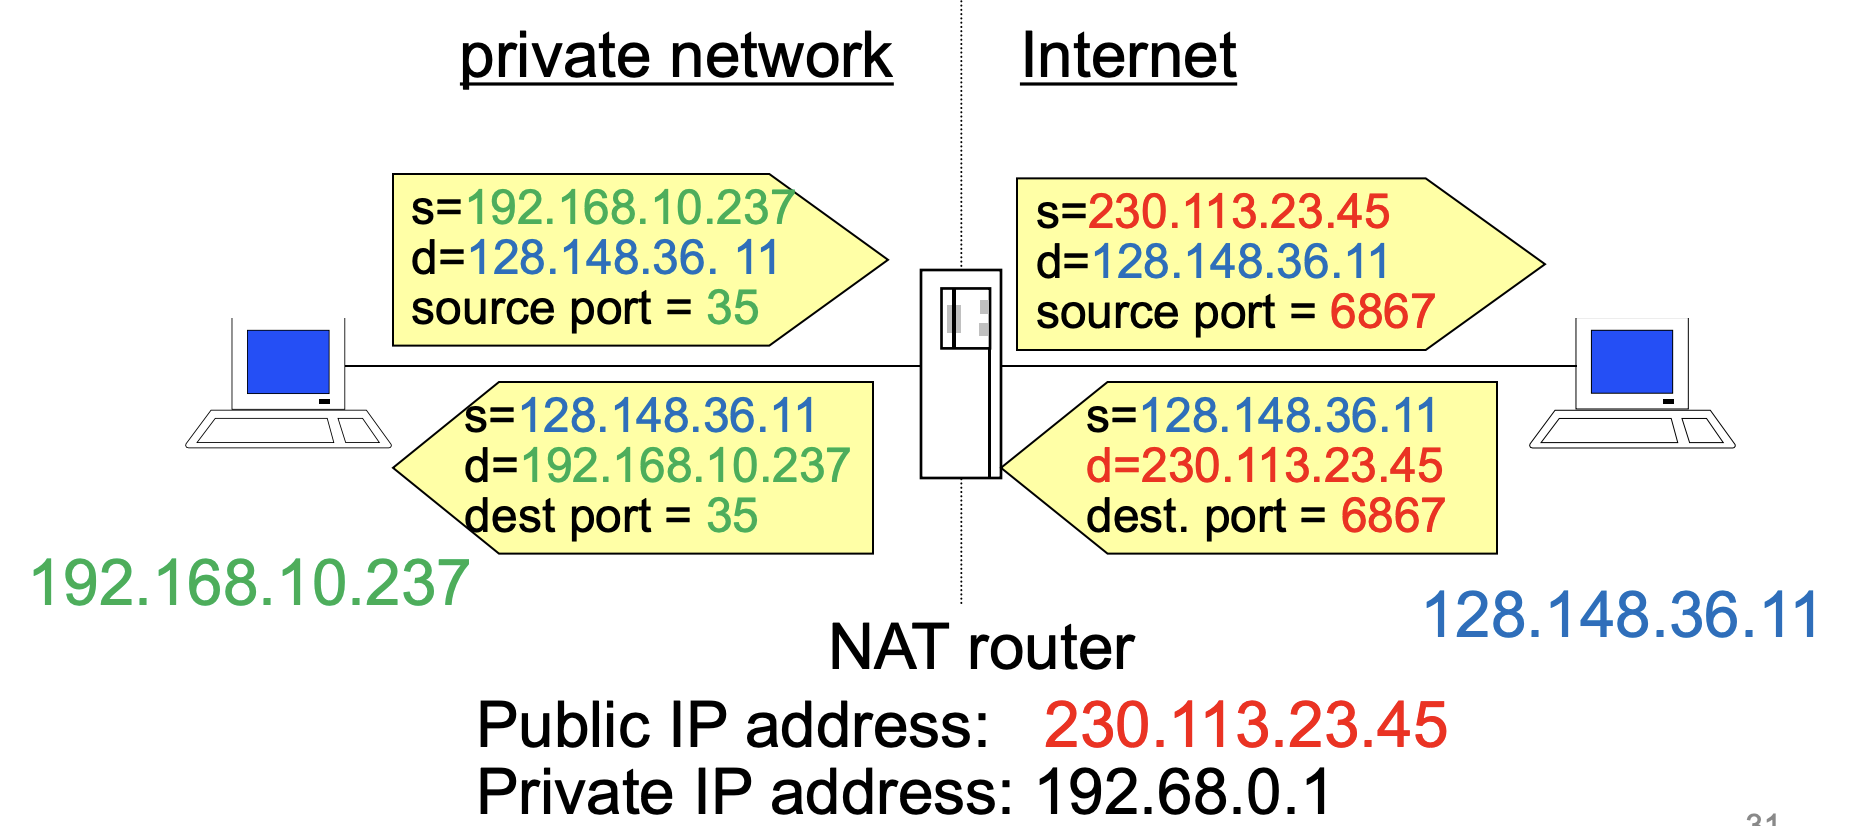 private network
Internet
s=192.168.10.237
d=128.148.36. 11
source port = 35
s=230.113.23.45
d=128.148.36.11
source port = 6867
s=128.148.36.11
d=192.168.10.237
dest port = 35
s=128.148.36.11
d=230.113.23.45
dest. port = 6867
192.168.10.237
128.148.36.11
NAT router
Public IP address: 230.113.23.45
Private IP address: 192.68.0.1
31